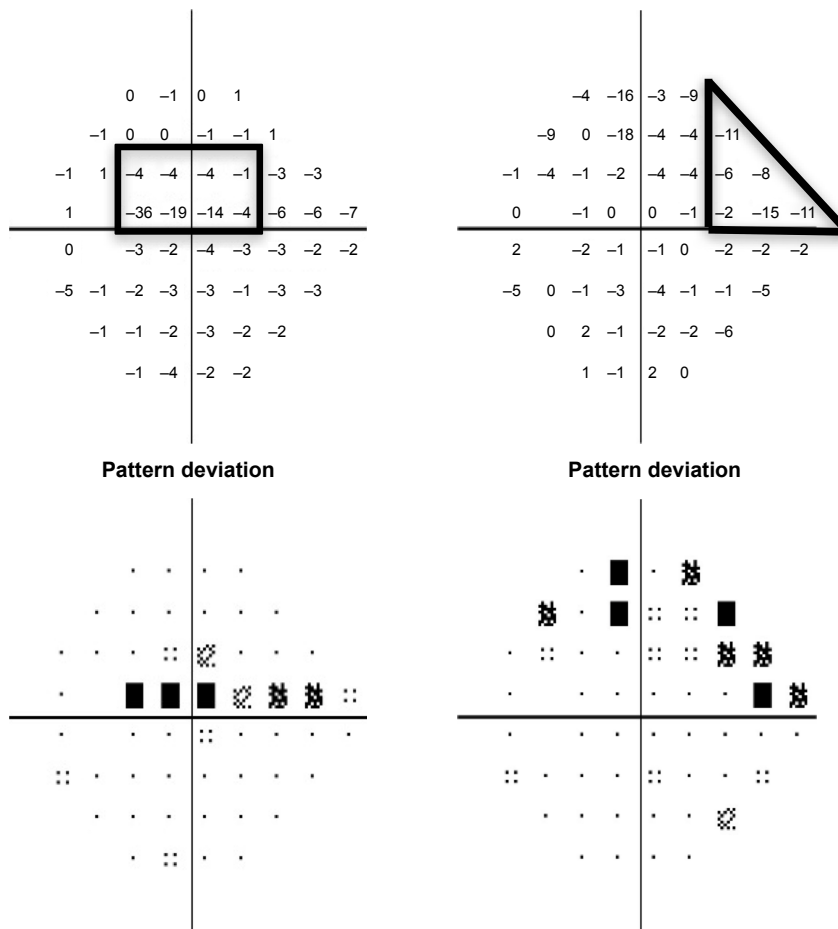 0 –1 0 1
–1 0 0 –1 –1 1
–1 1 –4 –4 –4 –1 –3 –3
1 –36 –19 –14 –4 –6 –6 –7
0 –3 –2 –4 –3 –3 –2 –2
–5 –1 –2 –3 –3 –1 –3 –3
–1 –1 –2 –3 –2 –2
–1 –4 –2 –2
Pattern deviation
–4 –16 –3 –9
–9 0 –18 –4 –4 –11
–1 –4 –1 –2 –4 –4 –6 –8
0 –1 0 0 –1 –2 –15 –11
2 –2 –1 –1 0 –2 –2 –2
–5 0 –1 –3 –4 –1 –1 –5
0 2 –1 –2 –2 –6
1 –1 2 0
Pattern deviation